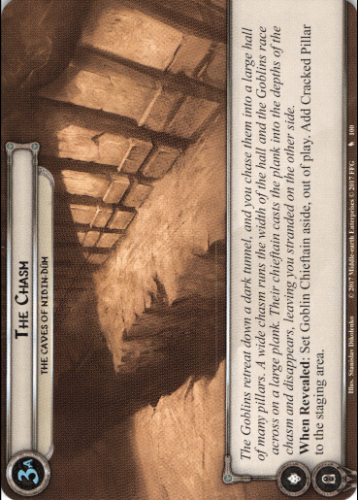 3A
THE CHASM
THE CAVES OF NIBIN-DÛM
The Goblins retreat down a dark tunnel, and you chase them into a large hall
of many pillars. A wide chasm runs the width of the hall and the Goblins race
across on a large plank. Their chieftain casts the plank into the depths of the
chasm and disappears, leaving you stranded on the other side.
When Revealed: Set Goblin Chieftain aside, out of play. Add Cracked Pillar
to the staging area.
Illus. Stanislav Dikolenko © 2017 Middle-earth Enterprises © 2017 FFG 100